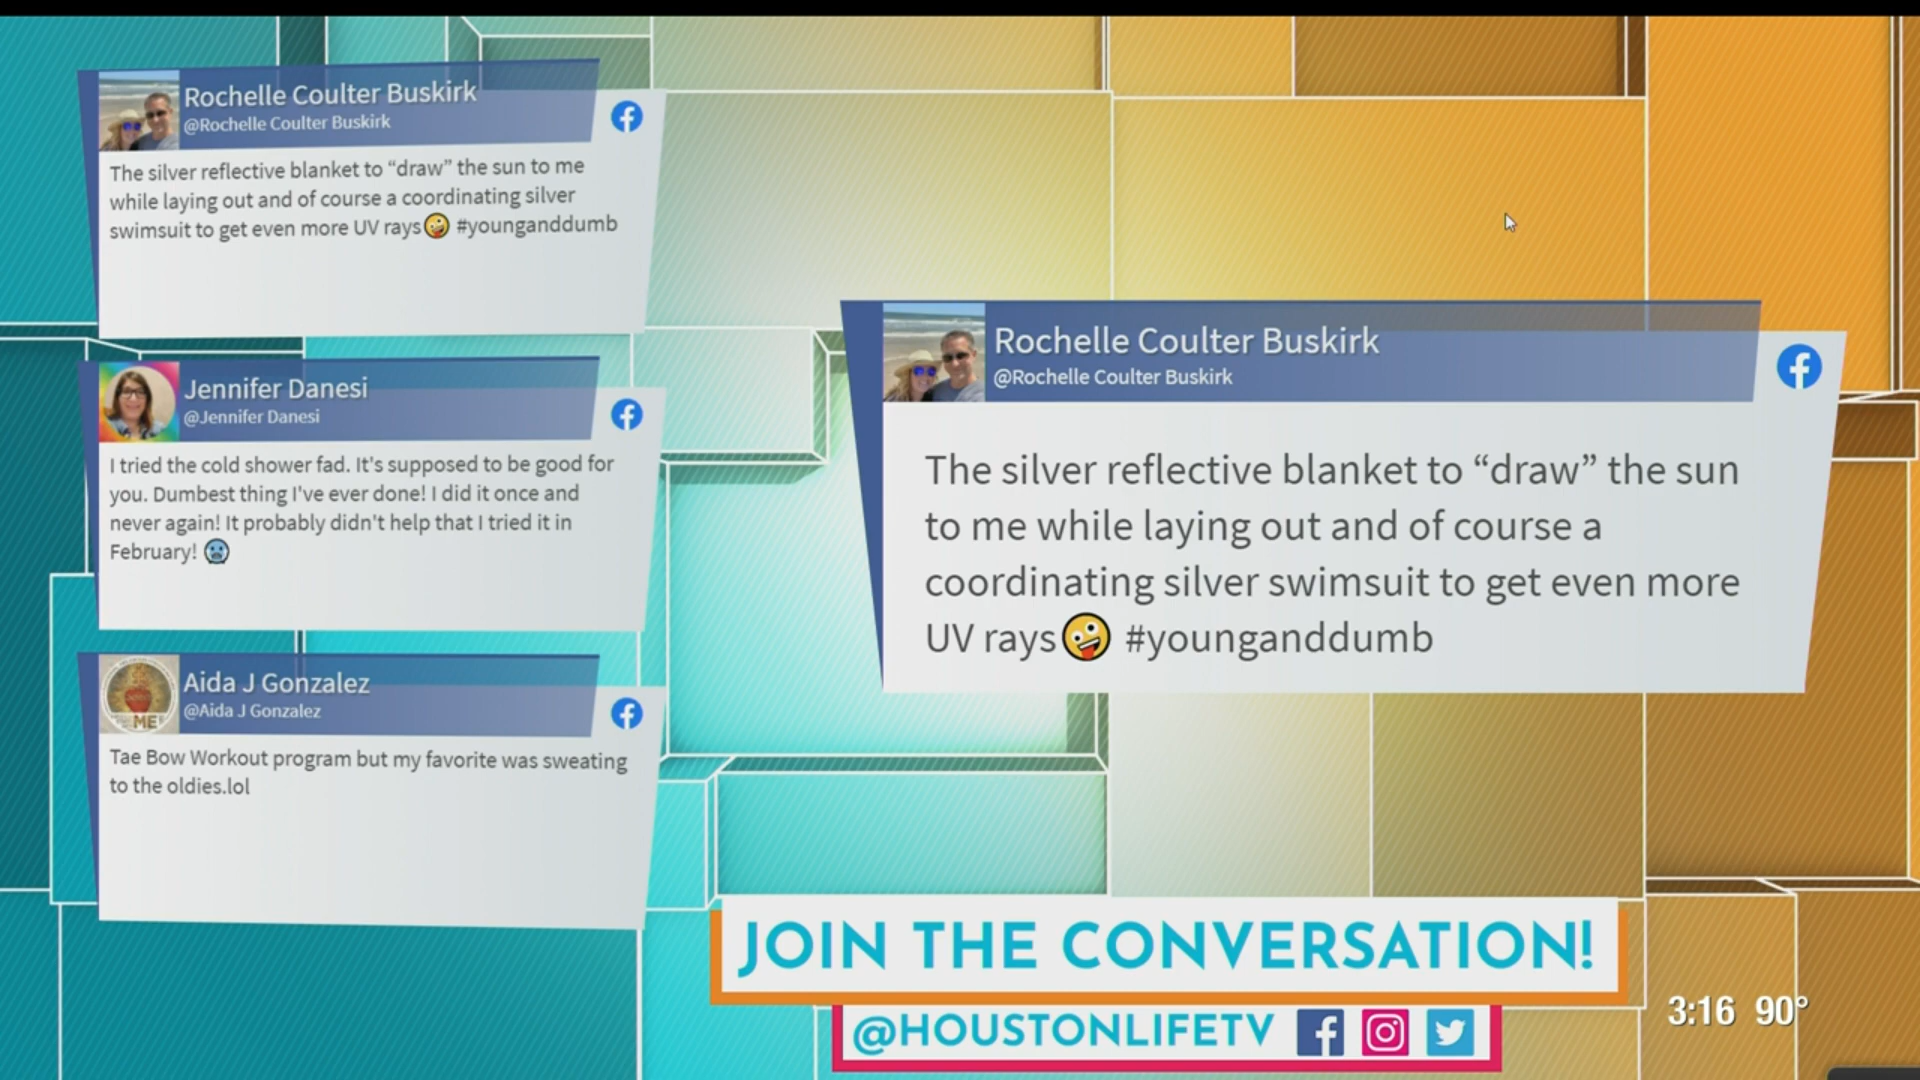 Rochelle Coulter Buskirk
@Rochelle Coulter Buskirk
The silver reflective blanket to “draw” the sun to me
while laying out and of course a coordinating silver
swimsuit to get even more UV rays🤪 #younganddumb
Jennifer Danesi
@Jennifer Danesi
I tried the cold shower fad. It's supposed to be good for
you. Dumbest thing I've ever done! I did it once and
never again! It probably didn't help that I tried it in
February! 🥶
Aida J Gonzalez
@Aida J Gonzalez
ME
Tae Bow Workout program but my favorite was sweating
to the oldies.lol
Rochelle Coulter Buskirk
@Rochelle Coulter Buskirk
The silver reflective blanket to “draw” the sun
to me while laying out and of course a
coordinating silver swimsuit to get even more
UV rays🤪 #younganddumb
JOIN THE CONVERSATION!
@HOUSTONLIFETV
3:16 90°